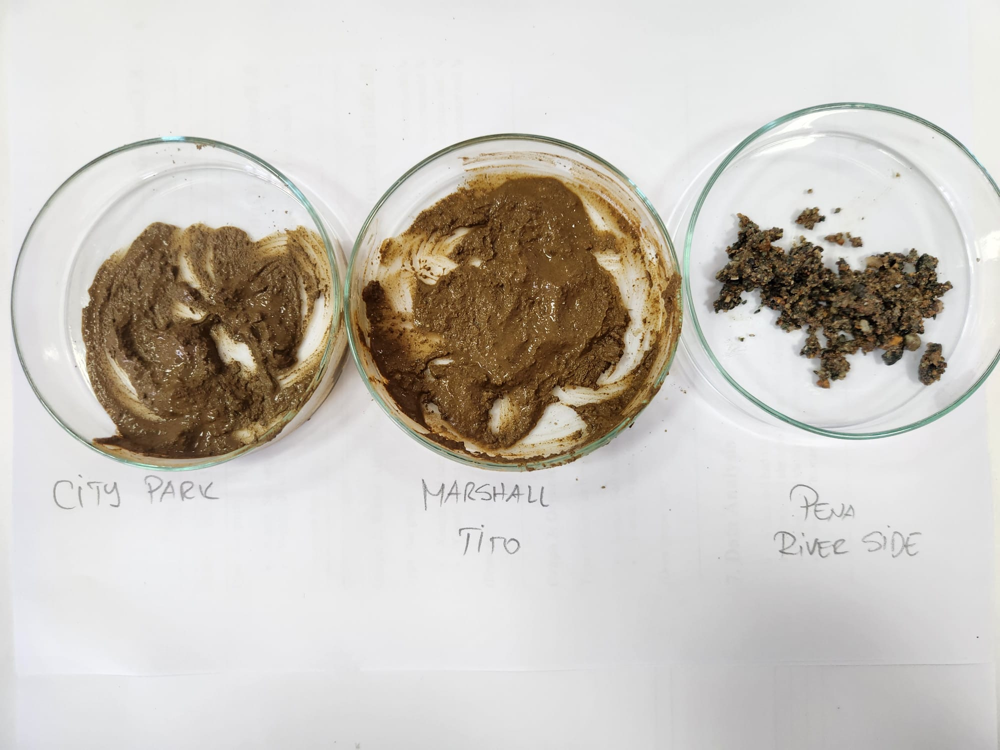 CiTY PARK
MARSHALL
TiTO
PENA
RiVER SiDE